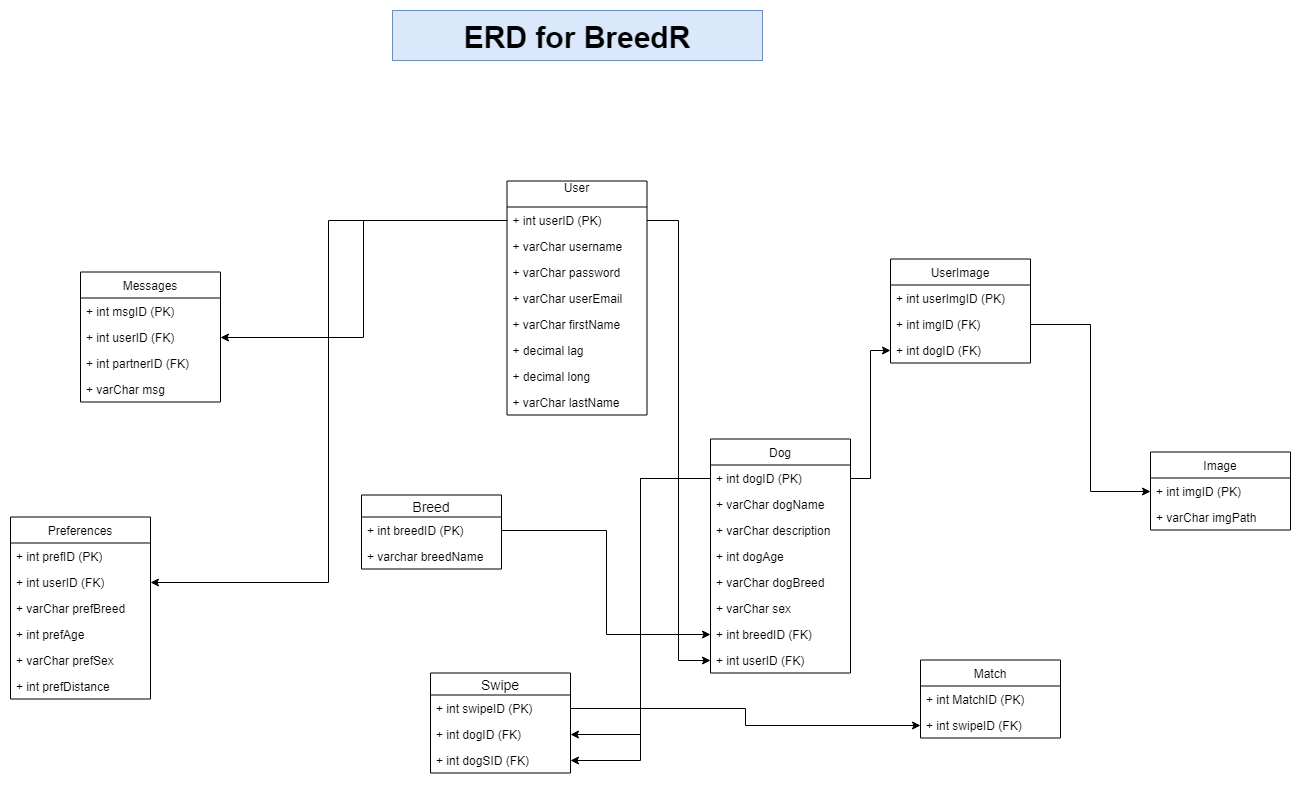 ERD for BreedR
User
+ int userID (PK)
+ varChar username
+ varChar password
+ varChar userEmail
+ varChar firstName
+ decimal lag
+ decimal long
+ varChar lastName
Messages
+ int msgID (PK)
+ int userID (FK)
+ int partnerID (FK)
+ varChar msg
UserImage
+ int userImgID (PK)
+ int imgID (FK)
+ int dogID (FK)
Dog
+ int dogID (PK)
+ varChar dogName
+ varChar description
+ int dogAge
+ varChar dogBreed
+ varChar sex
+ int breedID (FK)
+ int userID (FK)
Image
+ int imgID (PK)
+ varChar imgPath
Breed
+ int breedID (PK)
+ varchar breedName
Preferences
+ int prefID (PK)
+ int userID (FK)
+ varChar prefBreed
+ int prefAge
+ varChar prefSex
+ int prefDistance
Swipe
+ int swipeID (PK)
+ int dogID (FK)
+ int dogSID (FK)
Match
+ int MatchID (PK)
+ int swipeID (FK)